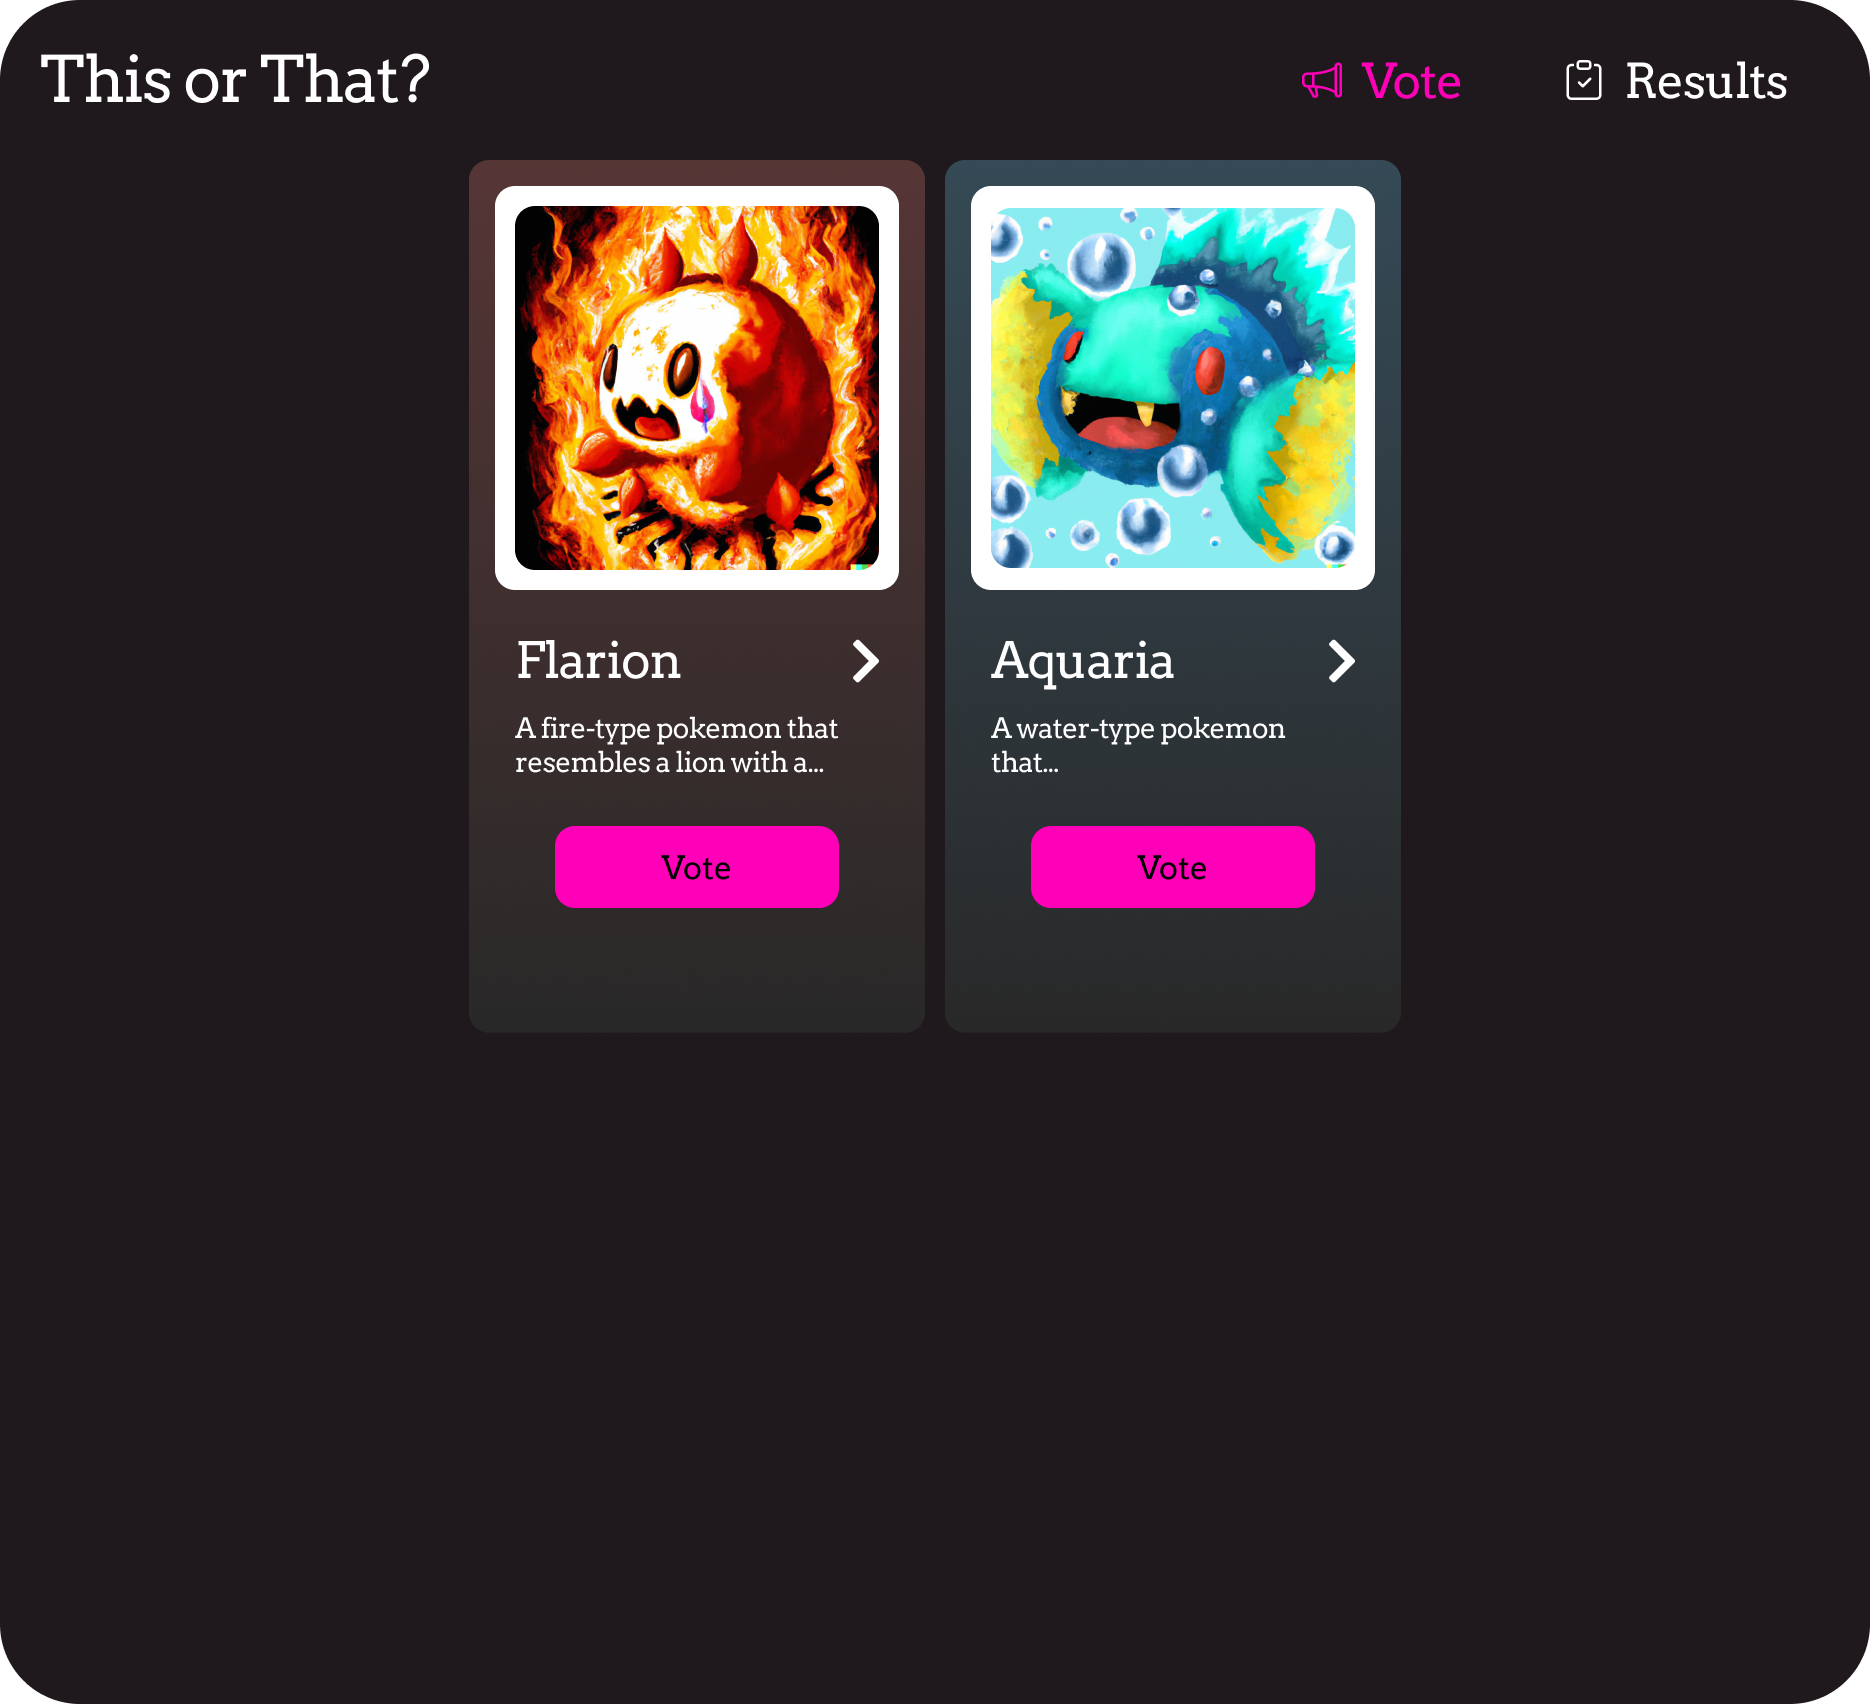 This or That?
Vote
Results
Flarion
A fire-type pokemon that
resembles a lion with a...
Vote
Aquaria
A water-type pokemon
that...
Vote